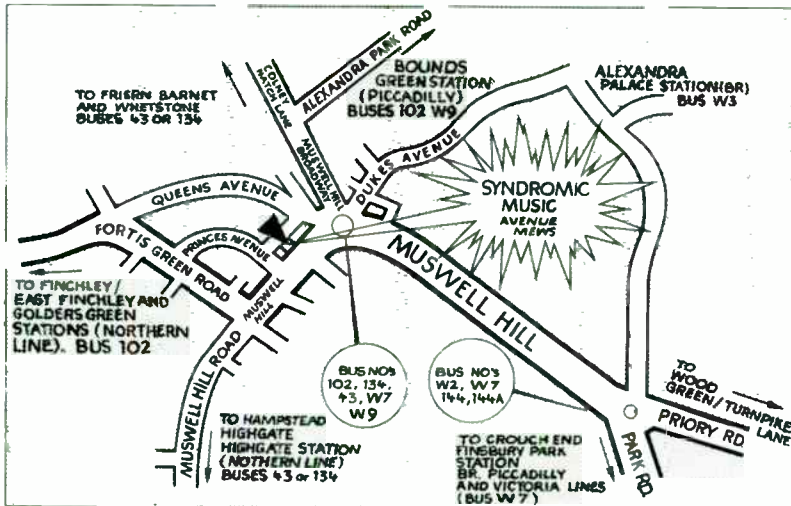 TO FRIERN BARNET
AND WHETSTONE
BUSES 43 OR 134
COLNEY
HATCH LANE
ALEXANDRA PARK ROAD
BOUNDS
GREEN STATION
(PICCADILLY)
BUSES 102 W9
ALEXANDRA
PALACE STATION (BR)
BUS W3
MUSWELL HILL
BROADWAY
DUKES AVENUE
QUEENS AVENUE
SYNDROMIC
MUSIC
AVENUE
MEWS
FORTIS GREEN ROAD
PRINCES AVENUE
MUSWELL HILL
MUSWELL
HILL
TO FINCHLEY/
EAST FINCHLEY AND
GOLDERS GREEN
STATIONS (NORTHERN
LINE). BUS 102
MUSWELL HILL ROAD
BUS NO's
102, 134,
43, W7
W9
BUS NO's
W2, W7
144, 144A
TO
WOOD
GREEN/TURNPIKE
LANE
PRIORY RD
PARK RD.
TO HAMPSTEAD
HIGHGATE
HIGHGATE STATION
(NOTHERN LINE)
BUSES 43 or 134
TO CROUCH END
FINSBURY PARK
STATION
BR. PICCADILLY
AND VICTORIA LINES
(BUS W7)